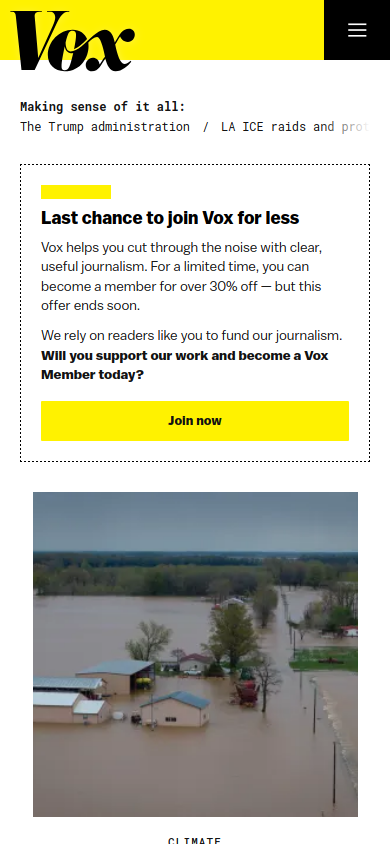 Vox
Making sense of it all:
The Trump administration / LA ICE raids and
Last chance to join Vox for less
Vox helps you cut through the noise with clear,
useful journalism. For a limited time, you can
become a member for over 30% off — but this
offer ends soon.
We rely on readers like you to fund our journalism.
Will you support our work and become a Vox
Member today?
Join now
CLIMATE